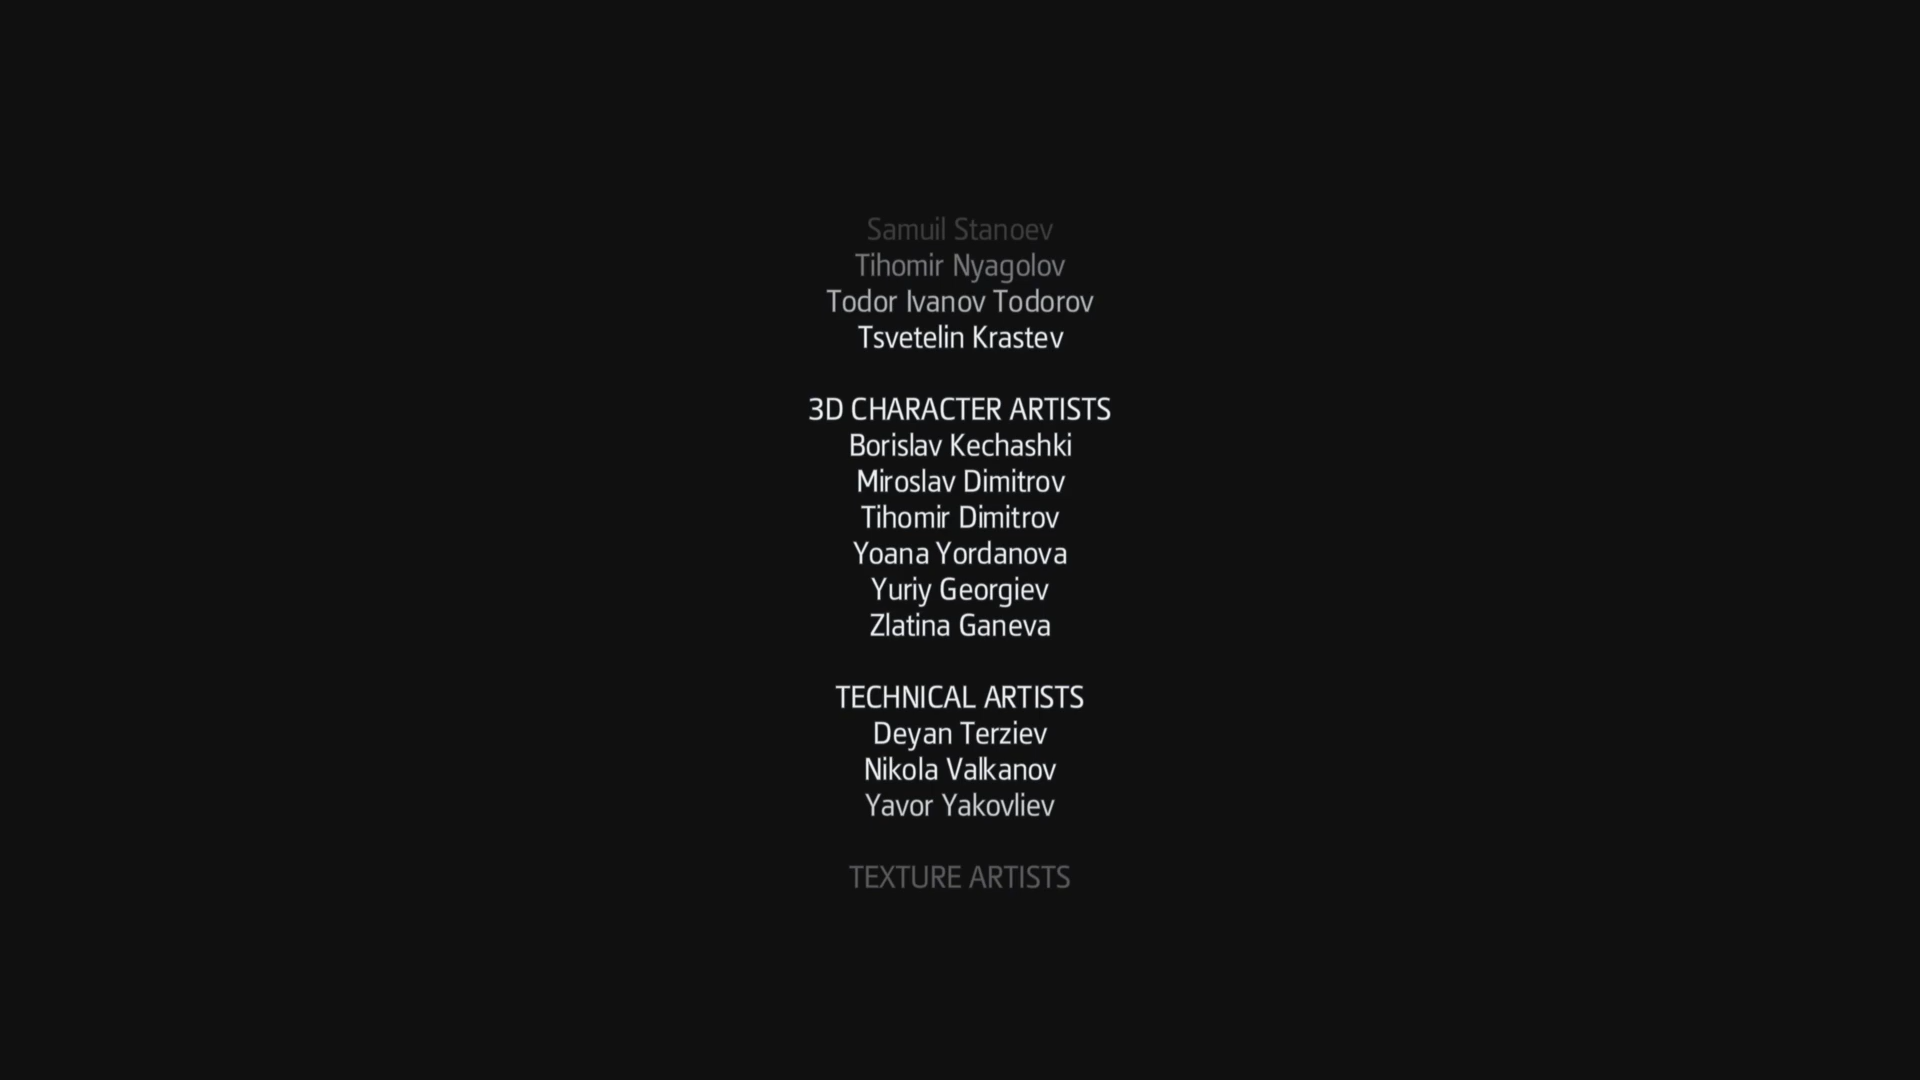 Samuil Stanoev
Tihomir Nyagolov
Todor Ivanov Todorov
Tsvetelin Krastev
3D CHARACTER ARTISTS
Borislav Kechashki
Miroslav Dimitrov
Tihomir Dimitrov
Yoana Yordanova
Yuriy Georgiev
Zlatina Ganeva
TECHNICAL ARTISTS
Deyan Terziev
Nikola Valkanov
Yavor Yakovliev
TEXTURE ARTISTS